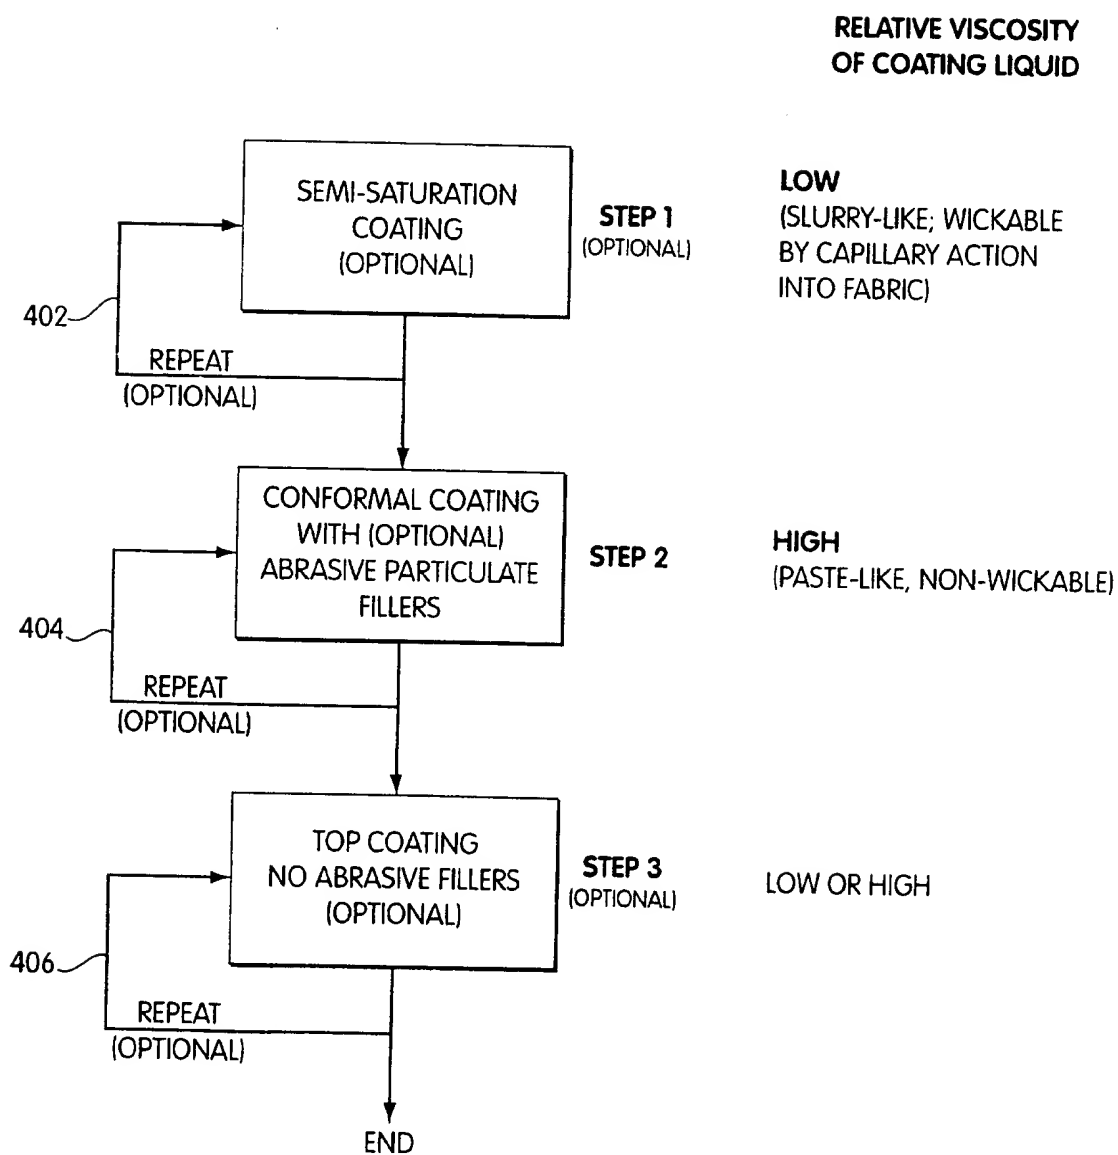 RELATIVE VISCOSITY
OF COATING LIQUID
SEMI-SATURATION
COATING
(OPTIONAL)
STEP 1
(OPTIONAL)
LOW
(SLURRY-LIKE; WICKABLE
BY CAPILLARY ACTION
INTO FABRIC)
402
REPEAT
(OPTIONAL)
CONFORMAL COATING
WITH (OPTIONAL)
ABRASIVE PARTICULATE
FILLERS
STEP 2
HIGH
(PASTE-LIKE, NON-WICKABLE)
404
REPEAT
(OPTIONAL)
TOP COATING
NO ABRASIVE FILLERS
(OPTIONAL)
STEP 3
(OPTIONAL)
LOW OR HIGH
406
REPEAT
(OPTIONAL)
END